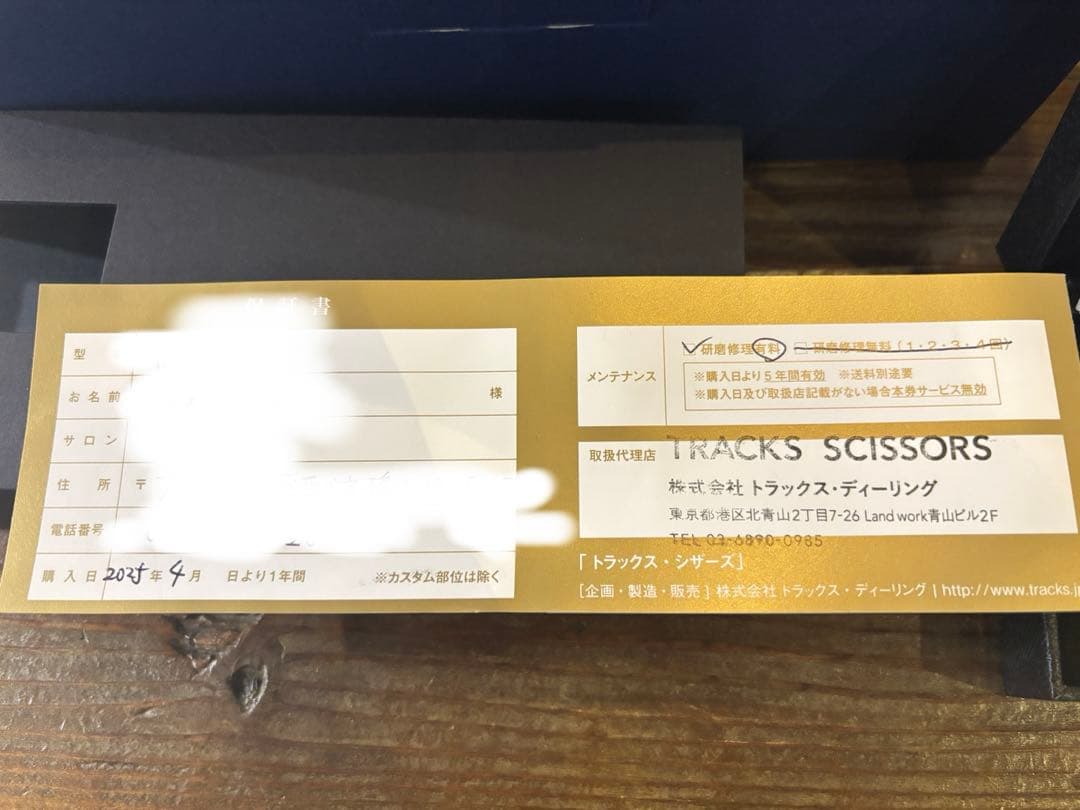 保証書
型
お名前 様
サロン
住所 〒
電話番号
購入日 2025年 4月 日より1年間 ※カスタム部位は除く
メンテナンス
研磨修理有料 研磨修理無料(1・2・3・4回)
※購入日より5年間有効 ※送料別途要
※購入日及び取扱店記載がない場合本券サービス無効
取扱代理店
TRACKS SCISSORS
株式会社トラックス・ディーリング
東京都港区北青山2丁目7-26 Land work青山ビル2F
TEL 03-6890-0985
「トラックス・シザーズ」
[企画・製造・販売] 株式会社トラックス・ディーリング | http://www.tracks.j